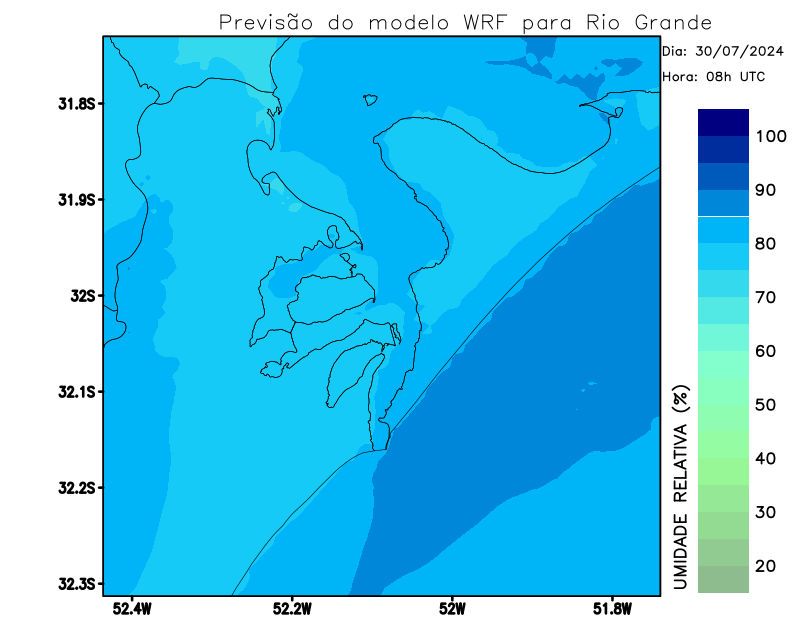 Previsão do modelo WRF para Rio Grande
Dia: 30/07/2024
Hora: 08h UTC
31.8S
31.9S
32S
32.1S
32.2S
32.3S
52.4W
52.2W
52W
51.8W
100
90
80
70
60
50
40
30
20
UMIDADE RELATIVA (%)